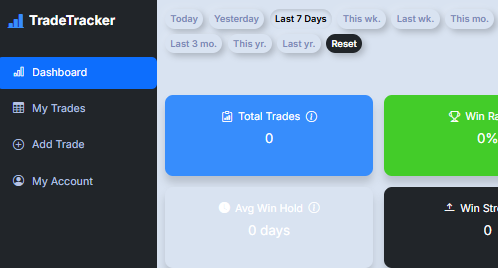 TradeTracker
Dashboard
My Trades
Add Trade
My Account
Today Yesterday Last 7 Days This wk. Last wk. This mo.
Last 3 mo. This yr. Last yr. Reset
Total Trades
0
Win Ra
0%
Avg Win Hold
0 days
Win Stre
0